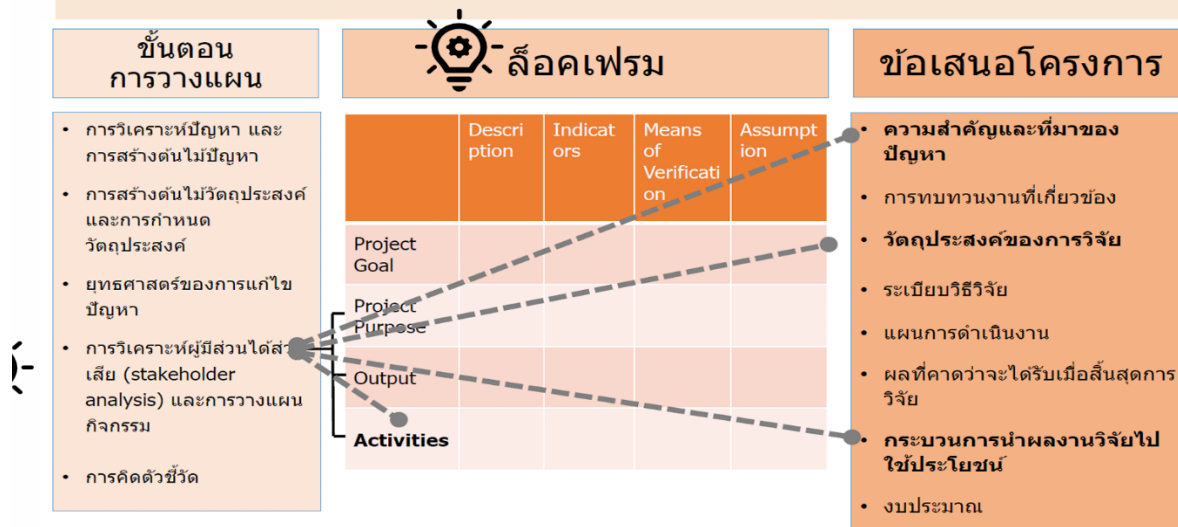 ขั้นตอน
การวางแผน
• การวิเคราะห์ปัญหา และ
การสร้างต้นไม้ปัญหา
• การสร้างต้นไม้วัตถุประสงค์
และการกำหนด
วัตถุประสงค์
• ยุทธศาสตร์ของการแก้ไข
ปัญหา
• การวิเคราะห์ผู้มีส่วนได้ส่วน
เสีย (stakeholder
analysis) และการวางแผน
กิจกรรม
• การคิดตัวชี้วัด
ล็อคเฟรม
Descri
ption
Indicat
ors
Means
of
Verificati
on
Assumpt
ion
Project
Goal
Project
Purpose
Output
Activities
ข้อเสนอโครงการ
• ความสำคัญและที่มาของ
ปัญหา
• การทบทวนงานที่เกี่ยวข้อง
• วัตถุประสงค์ของการวิจัย
• ระเบียบวิธีวิจัย
• แผนการดำเนินงาน
• ผลที่คาดว่าจะได้รับเมื่อสิ้นสุดการ
วิจัย
• กระบวนการนำผลงานวิจัยไป
ใช้ประโยชน์
• งบประมาณ